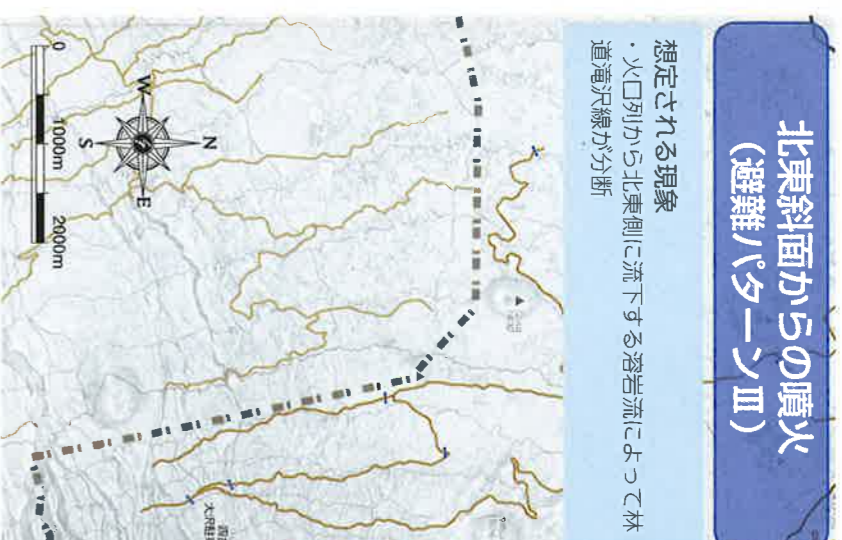 北東斜面からの噴火
(避難パターンⅢ)
想定される現象
・火口列から北東側に流下する溶岩流によって林
道滝沢線が分断
N
W
E
S
0
1000m
2000m